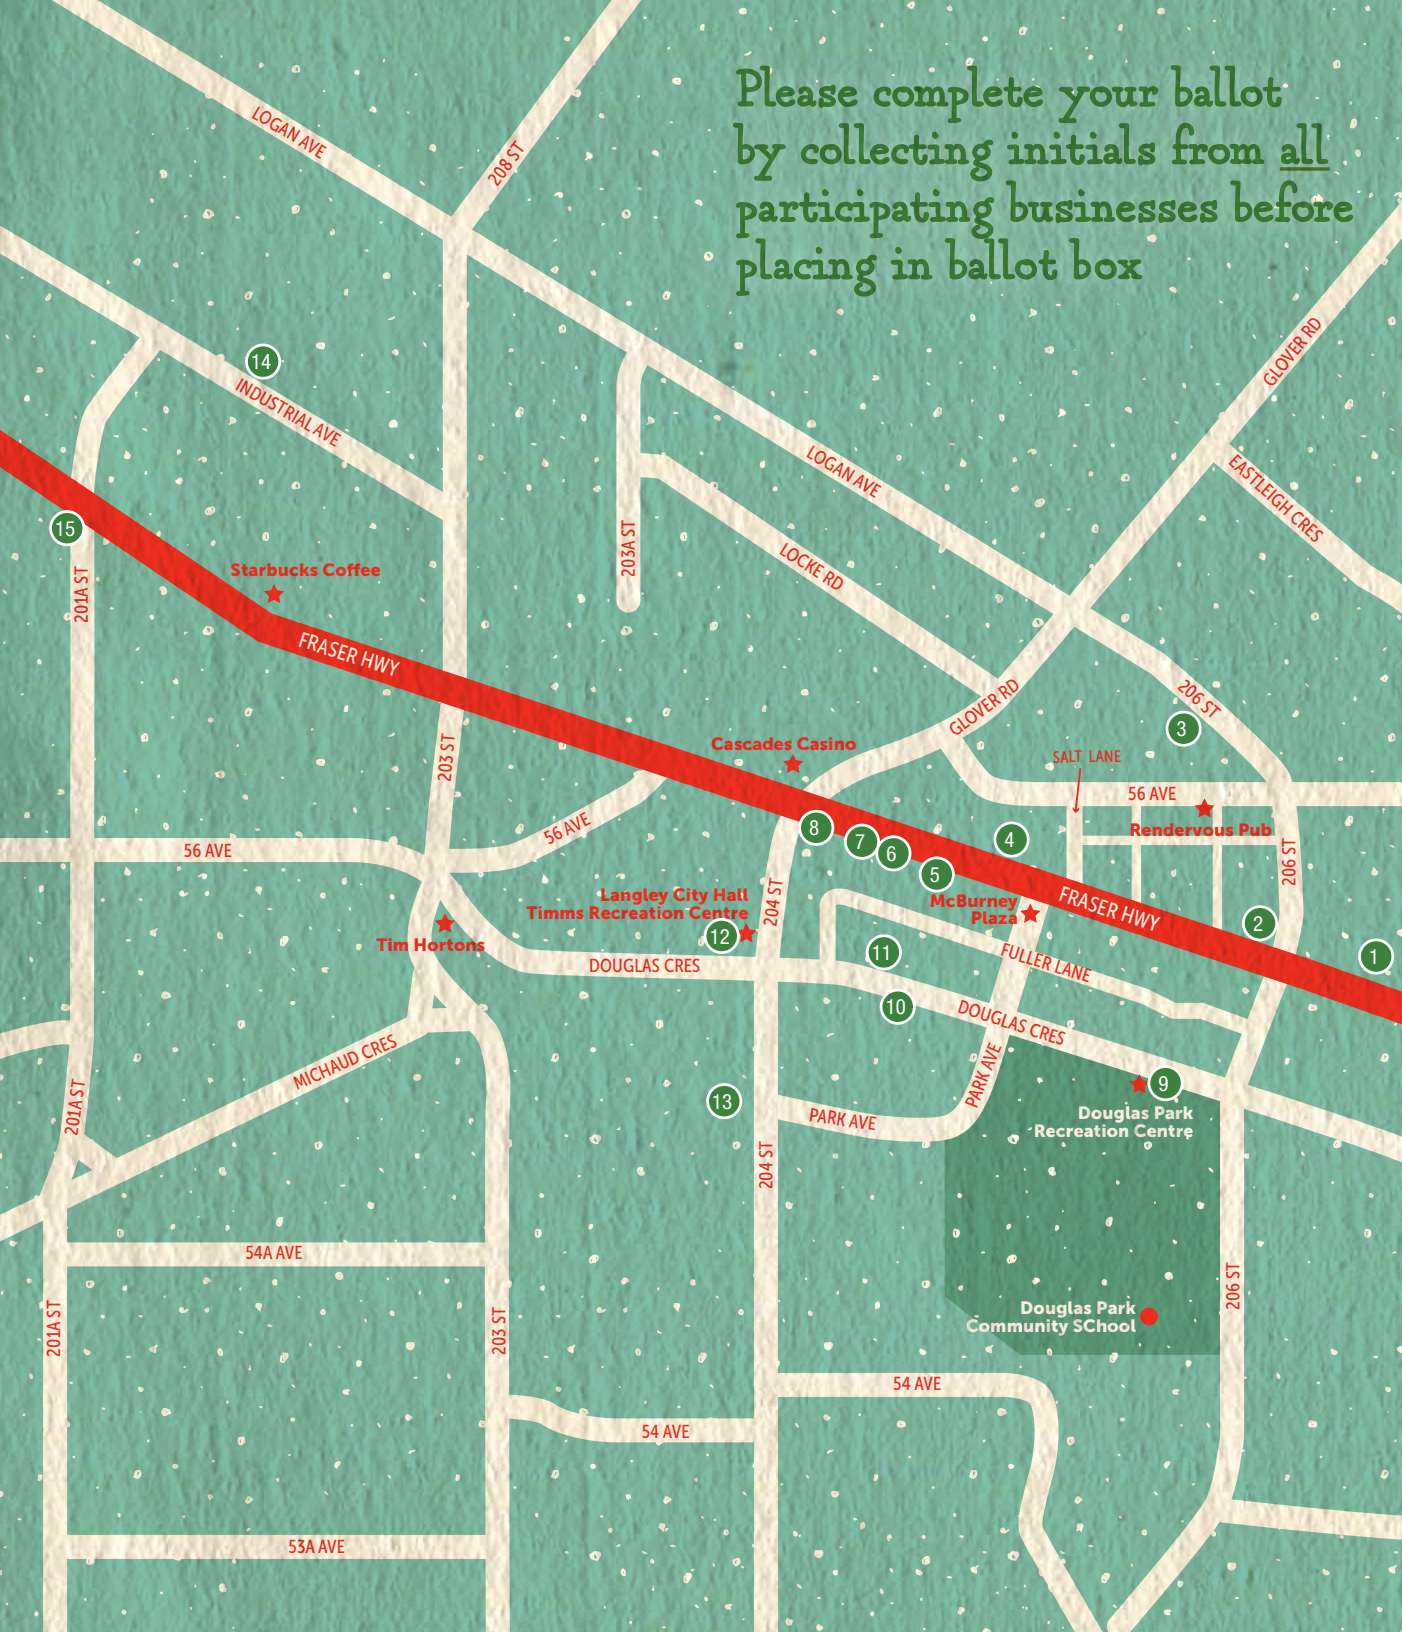 Please complete your ballot
by collecting initials from all
participating businesses before
placing in ballot box
LOGAN AVE
208 ST
GLOVER RD
14
INDUSTRIAL AVE
LOGAN AVE
EASTLEIGH CRES
15
203A ST
LOCKE RD
Starbucks Coffee
201A ST
FRASER HWY
GLOVER RD
206 ST
3
203 ST
Cascades Casino
SALT LANE
56 AVE
Rendervous Pub
8
7
6
5
4
56 AVE
56 AVE
206 ST
Langley City Hall
Timms Recreation Centre
204 ST
McBurney
Plaza
FRASER HWY
2
1
12
Tim Hortons
11
FULLER LANE
DOUGLAS CRES
10
DOUGLAS CRES
MICHAUD CRES
PARK AVE
9
201A ST
13
PARK AVE
Douglas Park
Recreation Centre
204 ST
54A AVE
206 ST
201A ST
203 ST
Douglas Park
Community SChool
54 AVE
54 AVE
53A AVE